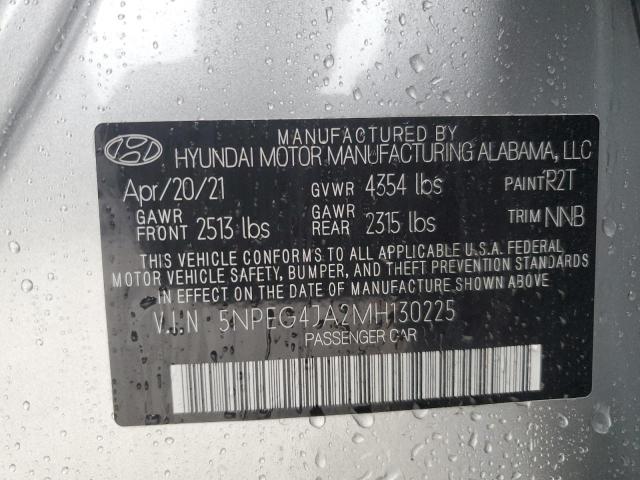 MANUFACTURED BY
HYUNDAI MOTOR MANUFACTURING ALABAMA, LLC
Apr/20/21 GVWR 4354 lbs PAINT R2T
GAWR FRONT 2513 lbs GAWR REAR 2315 lbs TRIM NNB
THIS VEHICLE CONFORMS TO ALL APPLICABLE U.S.A. FEDERAL
MOTOR VEHICLE SAFETY, BUMPER, AND THEFT PREVENTION STANDARDS
IN EFFECT ON THE DATE OF MANUFACTURE SHOWN ABOVE.
V.I.N 5NPEG4JA2MH130225
PASSENGER CAR